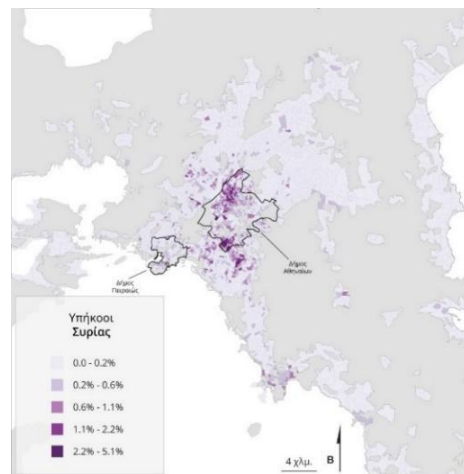 Δήμος
Αθηναίων
Δήμος
Πειραιώς
Υπήκοοι
Συρίας
0.0 - 0.2%
0.2% - 0.6%
0.6% - 1.1%
1.1% - 2.2%
2.2% - 5.1%
4 χλμ.
Β